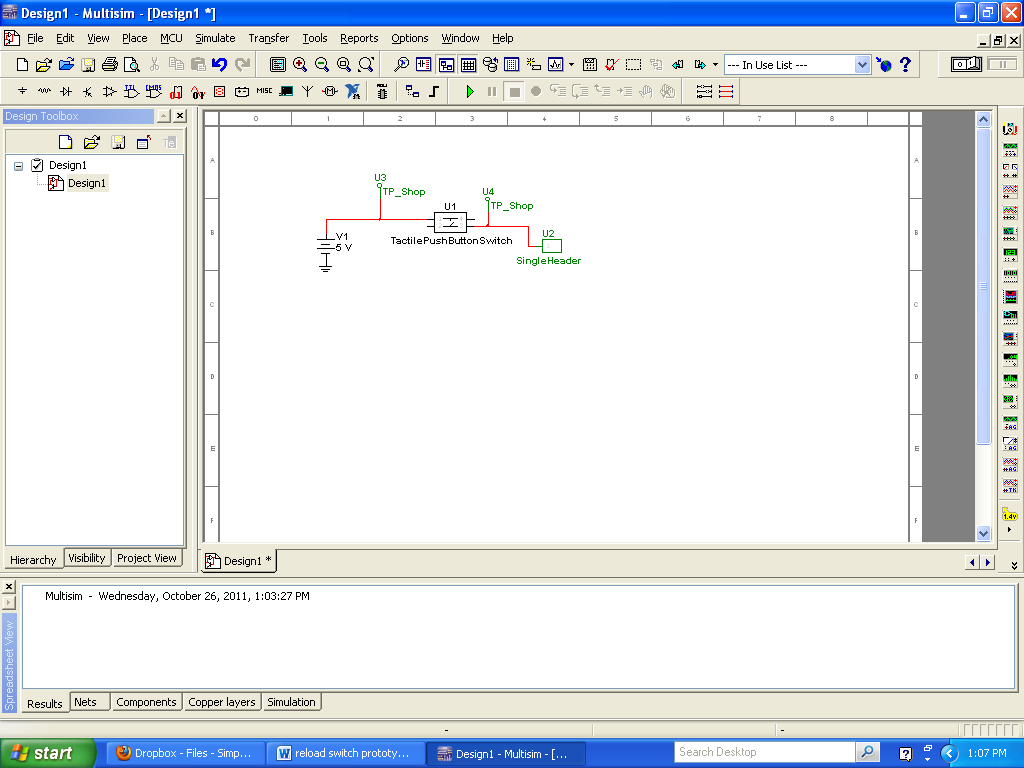 Design1 - Multisim - [Design1 *]
File Edit View Place MCU Simulate Transfer Tools Reports Options Window Help
--- In Use List ---
MISC
Design Toolbox
Design1
Design1
0 1 2 3 4 5 6 7 8
A A
B B
C C
D D
E E
F F
U3
TP_Shop
U4
TP_Shop
U1
TactilePushButtonSwitch
V1
5 V
U2
SingleHeader
1.4v
Hierarchy Visibility Project View
Design1 *
Multisim - Wednesday, October 26, 2011, 1:03:27 PM
Spreadsheet View
Results Nets Components Copper layers Simulation
start
Dropbox - Files - Simp...
reload switch prototy...
Design1 - Multisim - [...
Search Desktop
1:07 PM